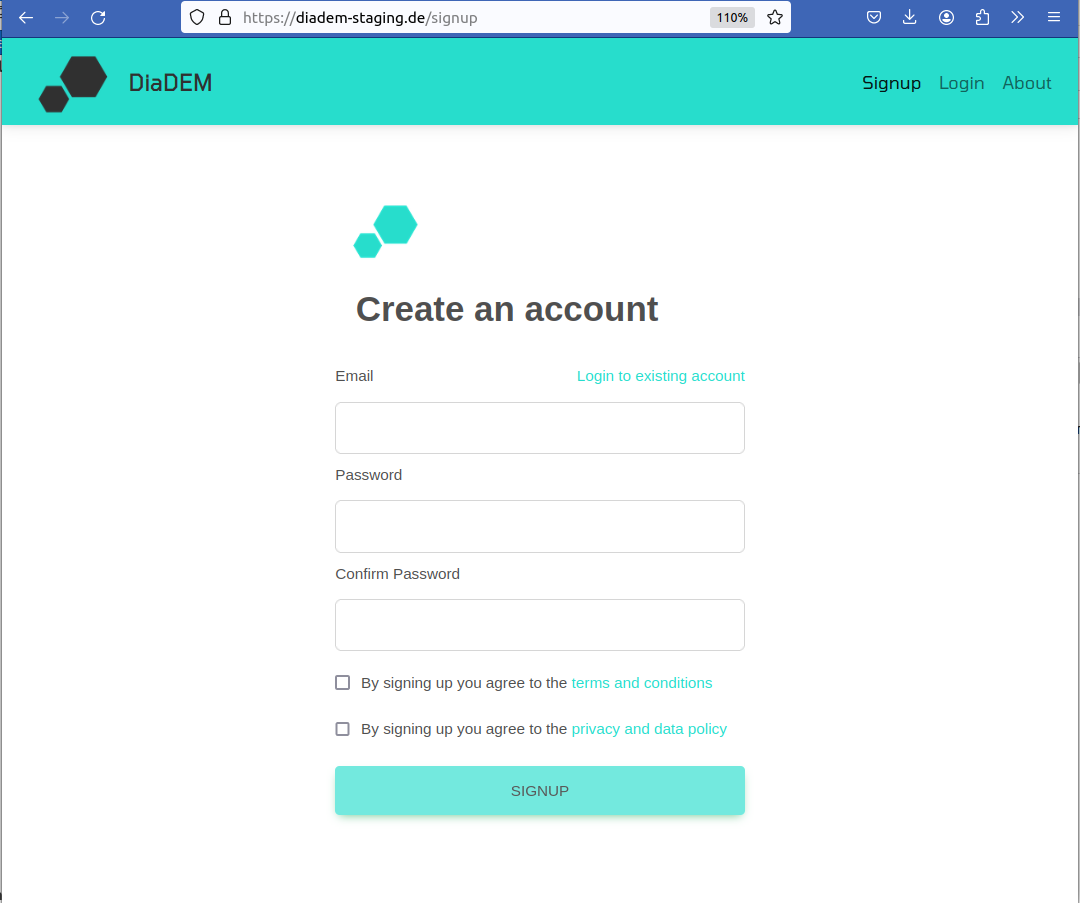 https://diadem-staging.de/signup 110%
DiaDEM Signup Login About
Create an account
Email Login to existing account
Password
Confirm Password
By signing up you agree to the terms and conditions
By signing up you agree to the privacy and data policy
SIGNUP